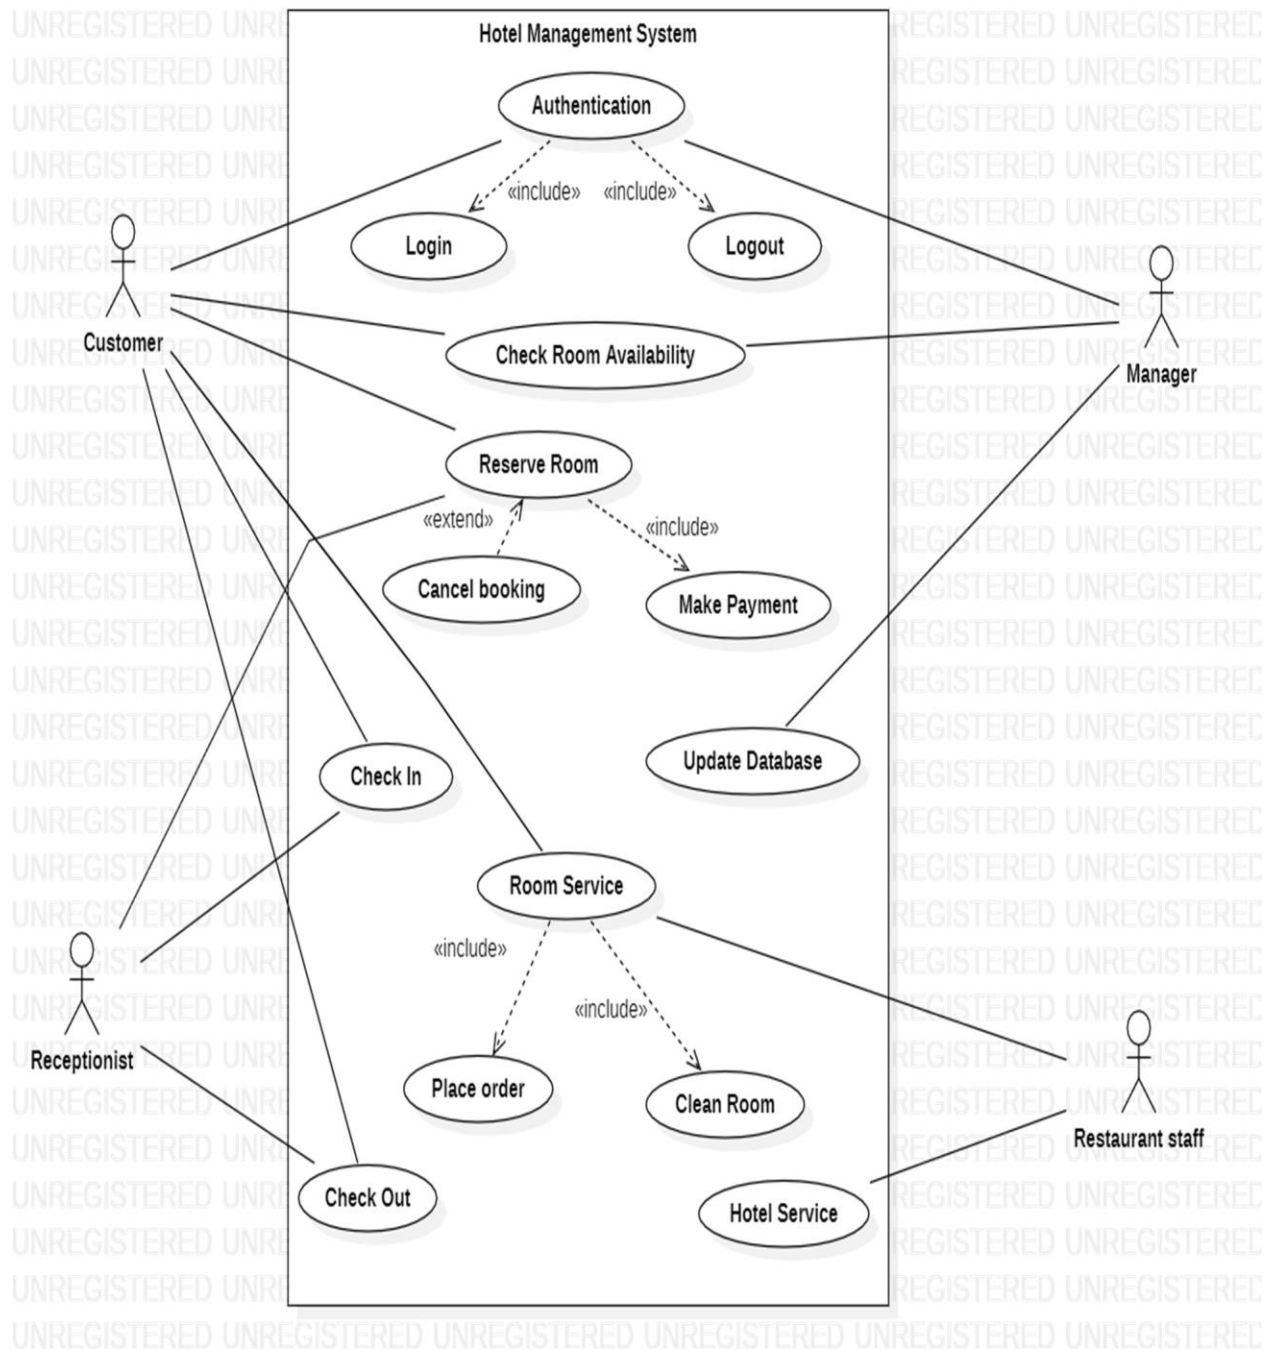 Hotel Management System
Authentication
«include» «include»
Login
Logout
Customer
Check Room Availability
Manager
Reserve Room
«extend»
«include»
Cancel booking
Make Payment
Update Database
Check In
Room Service
«include»
«include»
Receptionist
Place order
Clean Room
Restaurant staff
Check Out
Hotel Service
UNREGISTERED UNREGISTERED UNREGISTERED UNREGISTERED UNREGISTERED UNREGISTERED